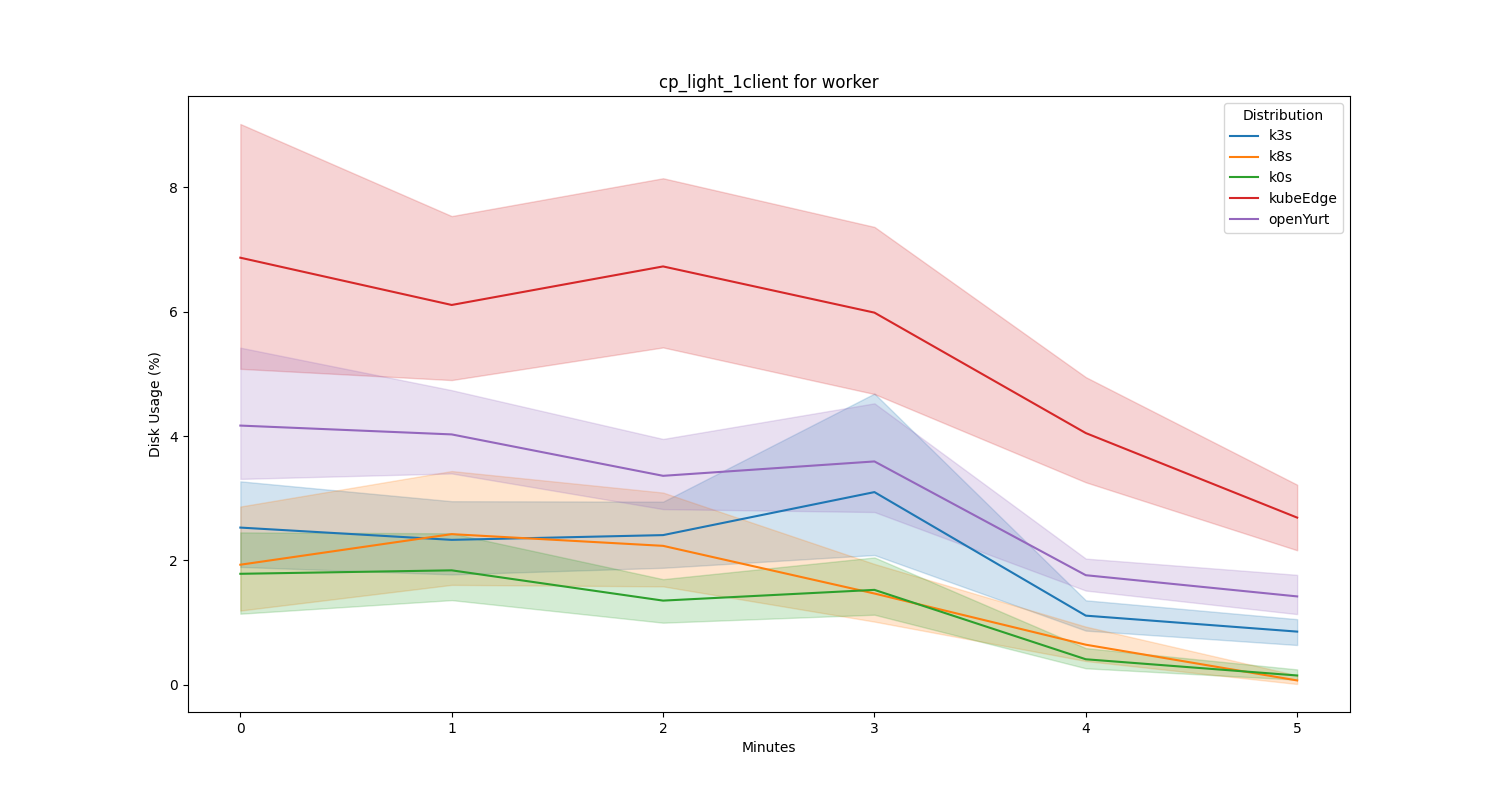 cp_light_1client for worker
Distribution
k3s
k8s
k0s
kubeEdge
openYurt
Disk Usage (%)
8
6
4
2
0
0 1 2 3 4 5
Minutes